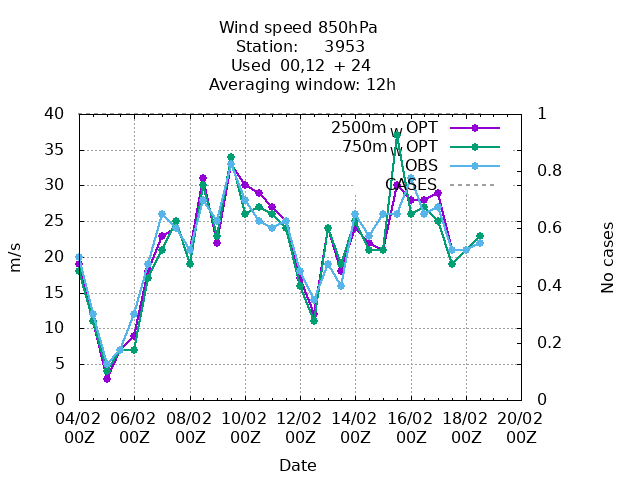 Wind speed 850hPa
Station: 3953
Used 00,12 + 24
Averaging window: 12h
40
35
30
25
20
15
10
5
0
m/s
1
0.8
0.6
0.4
0.2
0
No cases
2500m OPT
750m OPT
OBS
CASES
04/02 06/02 08/02 10/02 12/02 14/02 16/02 18/02 20/02
00Z 00Z 00Z 00Z 00Z 00Z 00Z 00Z 00Z
Date